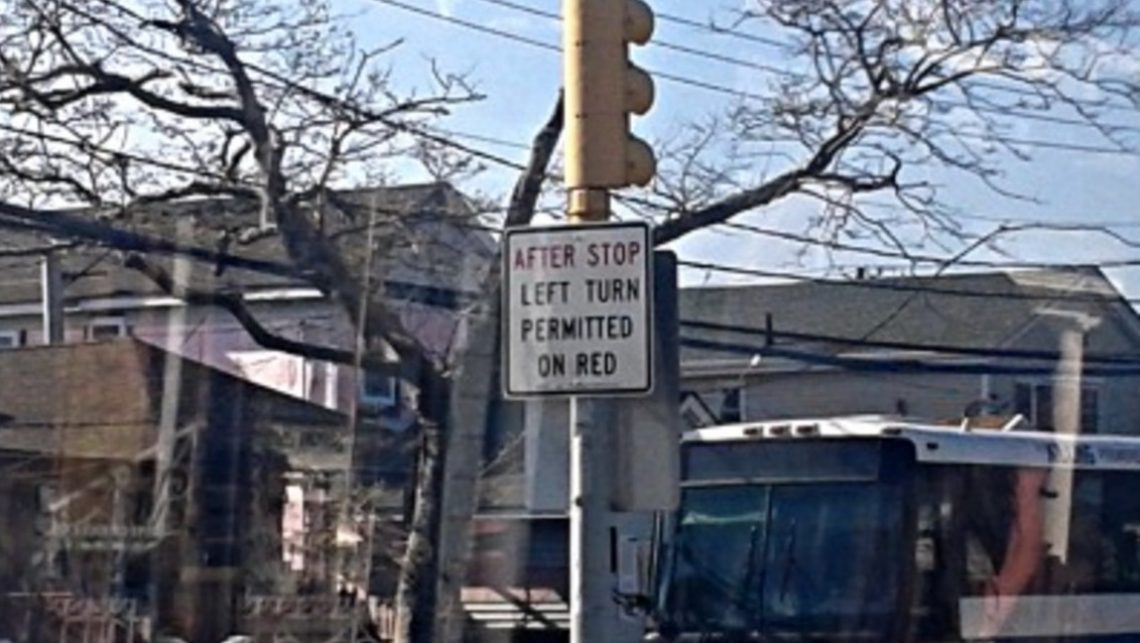 AFTER STOP
LEFT TURN
PERMITTED
ON RED